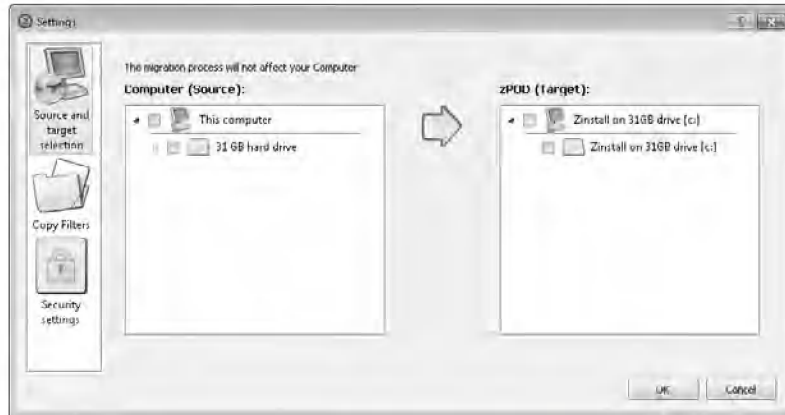 Settings
The migration process will not affect your Computer
Computer (Source):
zPOD (Target):
Source and
target
selection
This computer
31 GB hard drive
Zinstall on 31GB drive (c:)
Zinstall on 31GB drive (c:)
Copy Filters
Security
settings
OK
Cancel